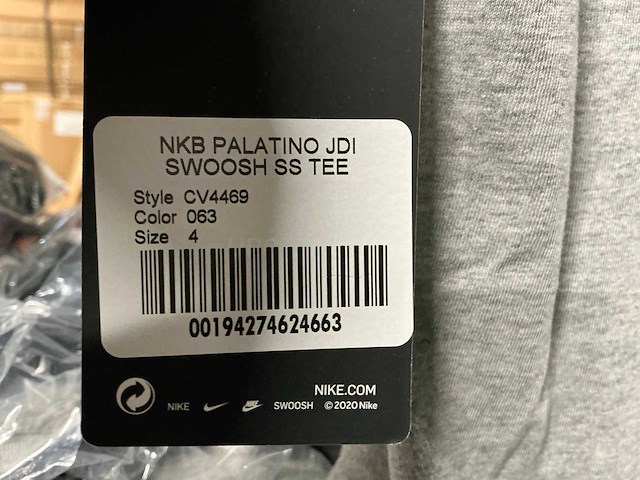 NKB PALATINO JDI
SWOOSH SS TEE
Style CV4469
Color 063
Size 4
00194274624663
NIKE.COM
NIKE SWOOSH ©2020 Nike